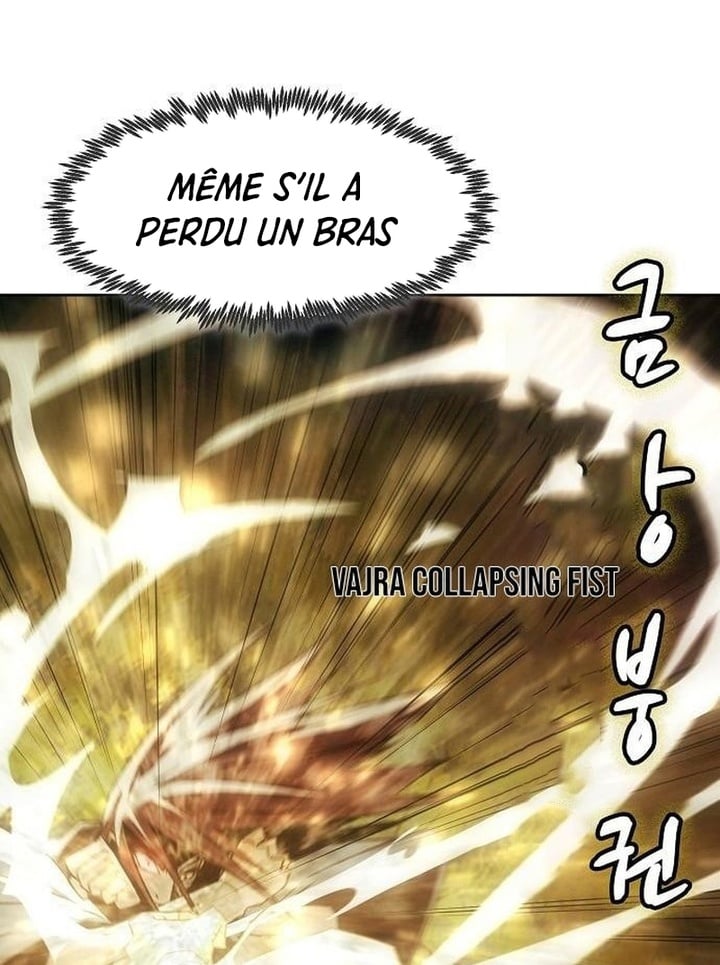 MÊME S'IL A
PERDU UN BRAS
VAJRA COLLAPSING FIST
금
강
붕
권